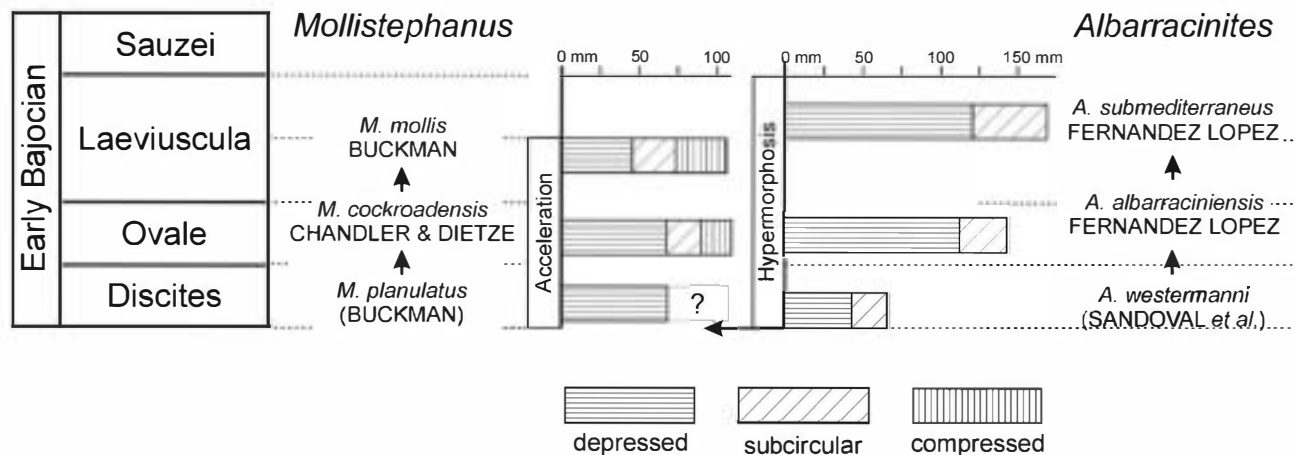 Mollistephanus
Albarracinites
Early Bajocian
Sauzei
Laeviuscula
Ovale
Discites
M. mollis
BUCKMAN
M. cockroadensis
CHANDLER & DIETZE
M. planulatus
(BUCKMAN)
0 mm 50 100
Acceleration
?
0 mm 50 100 150 mm
Hypermorphosis
A. submediterraneus
FERNANDEZ LOPEZ
A. albarraciniensis
FERNANDEZ LOPEZ
A. westermanni
(SANDOVAL et al.)
depressed
subcircular
compressed